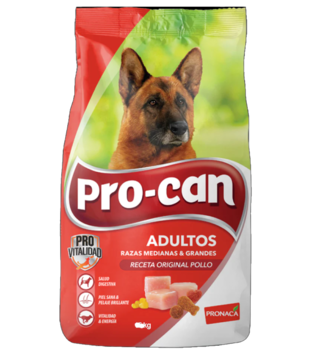 Pro-can
ADULTOS
RAZAS MEDIANAS & GRANDES
RECETA ORIGINAL POLLO
PRO
VITALIDAD
SALUD
DIGESTIVA
PIEL SANA &
PELAJE BRILLANTE
VITALIDAD
& ENERGÍA
kg
PRONACA